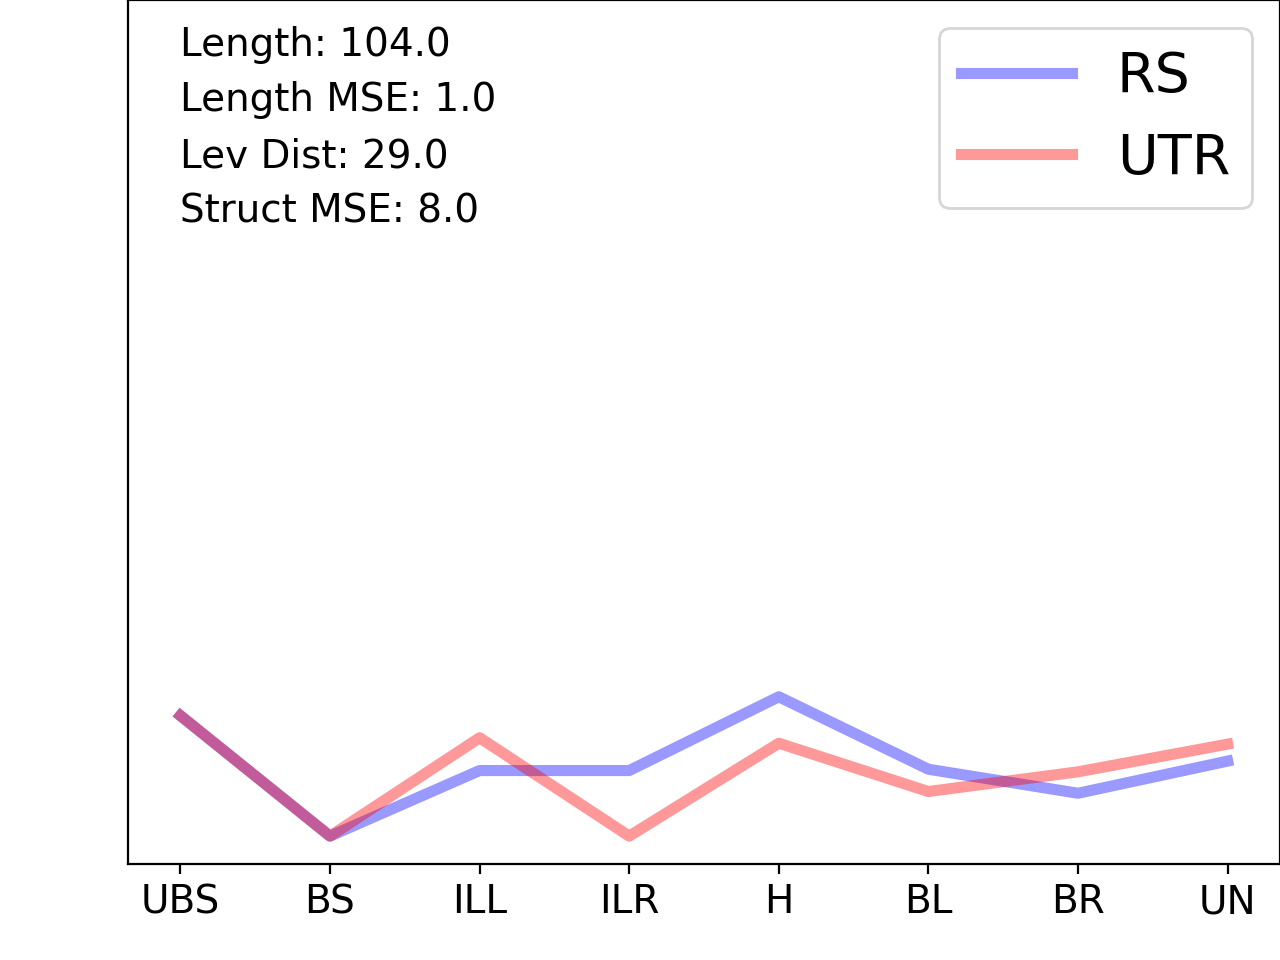 Length: 104.0
Length MSE: 1.0
Lev Dist: 29.0
Struct MSE: 8.0
RS
UTR
UBS BS ILL ILR H BL BR UN